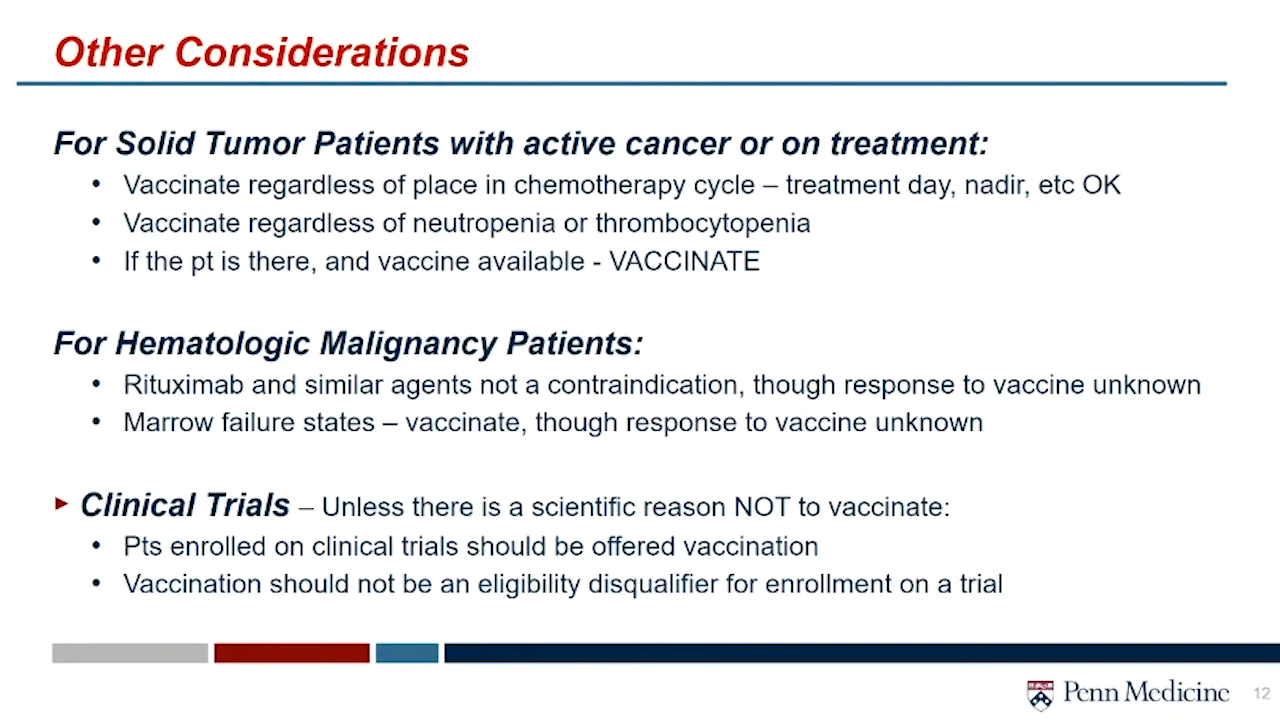 Other Considerations
For Solid Tumor Patients with active cancer or on treatment:
• Vaccinate regardless of place in chemotherapy cycle – treatment day, nadir, etc OK
• Vaccinate regardless of neutropenia or thrombocytopenia
• If the pt is there, and vaccine available - VACCINATE
For Hematologic Malignancy Patients:
• Rituximab and similar agents not a contraindication, though response to vaccine unknown
• Marrow failure states – vaccinate, though response to vaccine unknown
▸ Clinical Trials – Unless there is a scientific reason NOT to vaccinate:
• Pts enrolled on clinical trials should be offered vaccination
• Vaccination should not be an eligibility disqualifier for enrollment on a trial
Penn Medicine
12